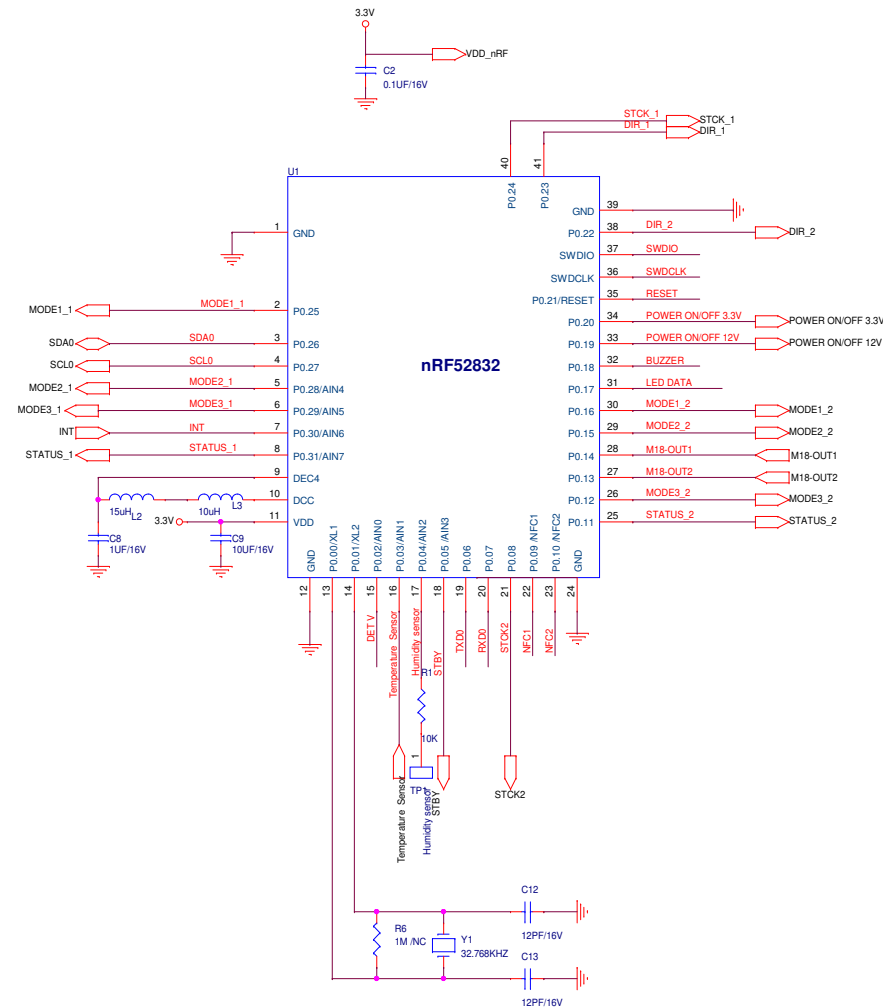 3.3V
VDD_nRF
C2
0.1UF/16V
STCK_1
STCK_1
DIR_1
DIR_1
40
41
U1
P0.24
P0.23
1
GND
GND
39
P0.22
38
DIR_2
DIR_2
SWDIO
37
SWDIO
SWDCLK
36
SWDCLK
P0.21/RESET
35
RESET
MODE1_1
MODE1_1
2
P0.25
P0.20
34
POWER ON/OFF 3.3V
POWER ON/OFF 3.3V
SDA0
SDA0
3
P0.26
P0.19
33
POWER ON/OFF 12V
POWER ON/OFF 12V
SCL0
SCL0
4
P0.27
nRF52832
P0.18
32
BUZZER
MODE2_1
MODE2_1
5
P0.28/AIN4
P0.17
31
LED DATA
MODE3_1
MODE3_1
6
P0.29/AIN5
P0.16
30
MODE1_2
MODE1_2
INT
INT
7
P0.30/AIN6
P0.15
29
MODE2_2
MODE2_2
STATUS_1
STATUS_1
8
P0.31/AIN7
P0.14
28
M18-OUT1
M18-OUT1
9
DEC4
P0.13
27
M18-OUT2
M18-OUT2
15uH
L2
10uH
L3
10
DCC
P0.12
26
MODE3_2
MODE3_2
3.3V
11
VDD
P0.11
25
STATUS_2
STATUS_2
C8
1UF/16V
C9
10UF/16V
GND
P0.00/XL1
P0.01/XL2
P0.02/AIN0
P0.03/AIN1
P0.04/AIN2
P0.05 /AIN3
P0.06
P0.07
P0.08
P0.09 /NFC1
P0.10 /NFC2
GND
12
13
14
15
16
17
18
19
20
21
22
23
24
DET V
Temperature Sensor
Humidity sensor
STBY
TXD0
RXD0
STCK2
NFC1
NFC2
R1
10K
1
TP1
Temperature Sensor
Humidity sensor
STBY
STCK2
C12
12PF/16V
R6
1M /NC
Y1
32.768KHZ
C13
12PF/16V